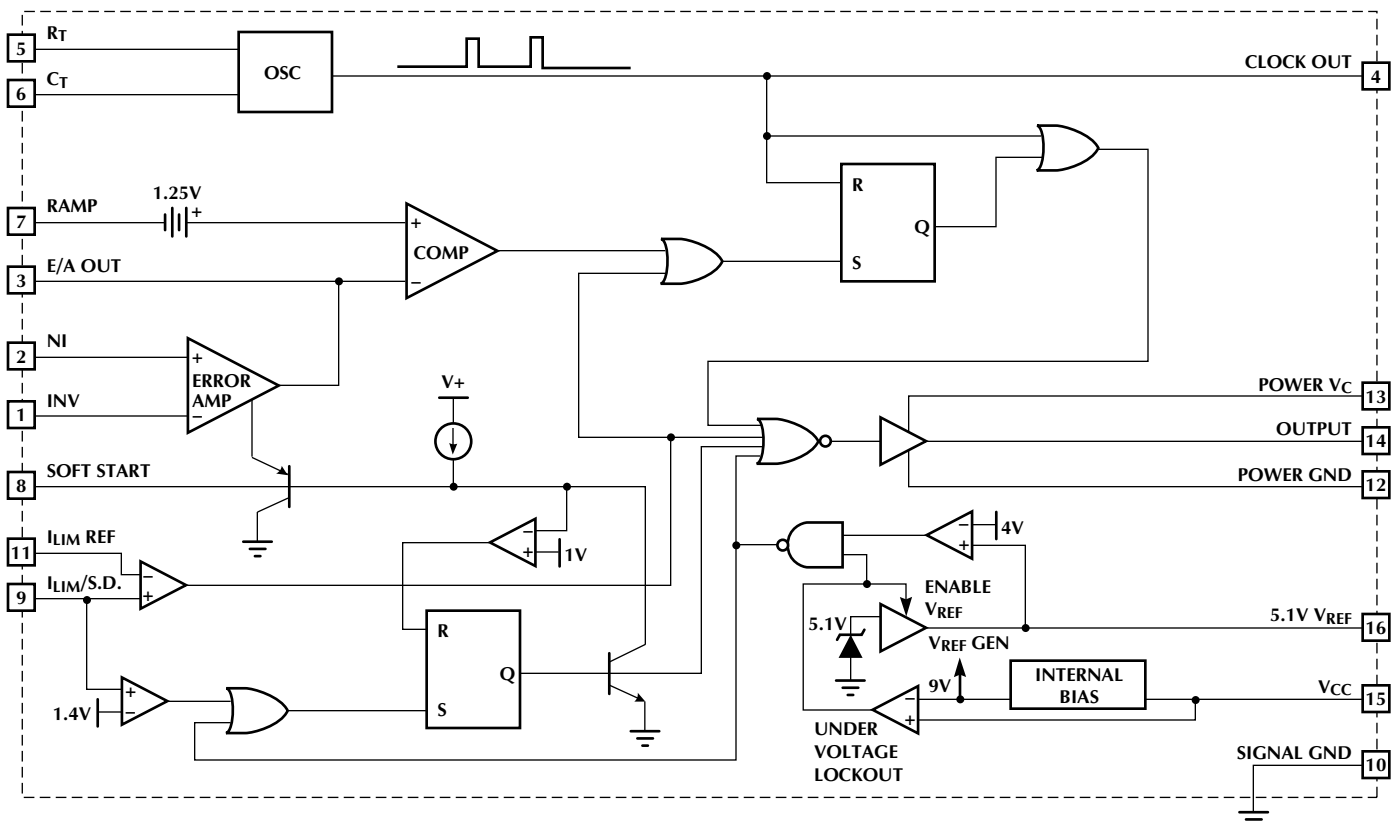 5 RT
OSC
CLOCK OUT 4
6 CT
R
7 RAMP
1.25V
+
+
COMP
−
Q
3 E/A OUT
S
2 NI
+
ERROR
AMP
−
1 INV
V+
POWER VC 13
OUTPUT 14
8 SOFT START
POWER GND 12
11 ILIM REF
−
+
1V
−
+
4V
9 ILIM/S.D.
−
+
ENABLE
VREF
5.1V
5.1V VREF 16
VREF GEN
R
Q
S
+
−
1.4V
9V
INTERNAL
BIAS
VCC 15
−
+
UNDER
VOLTAGE
LOCKOUT
SIGNAL GND 10